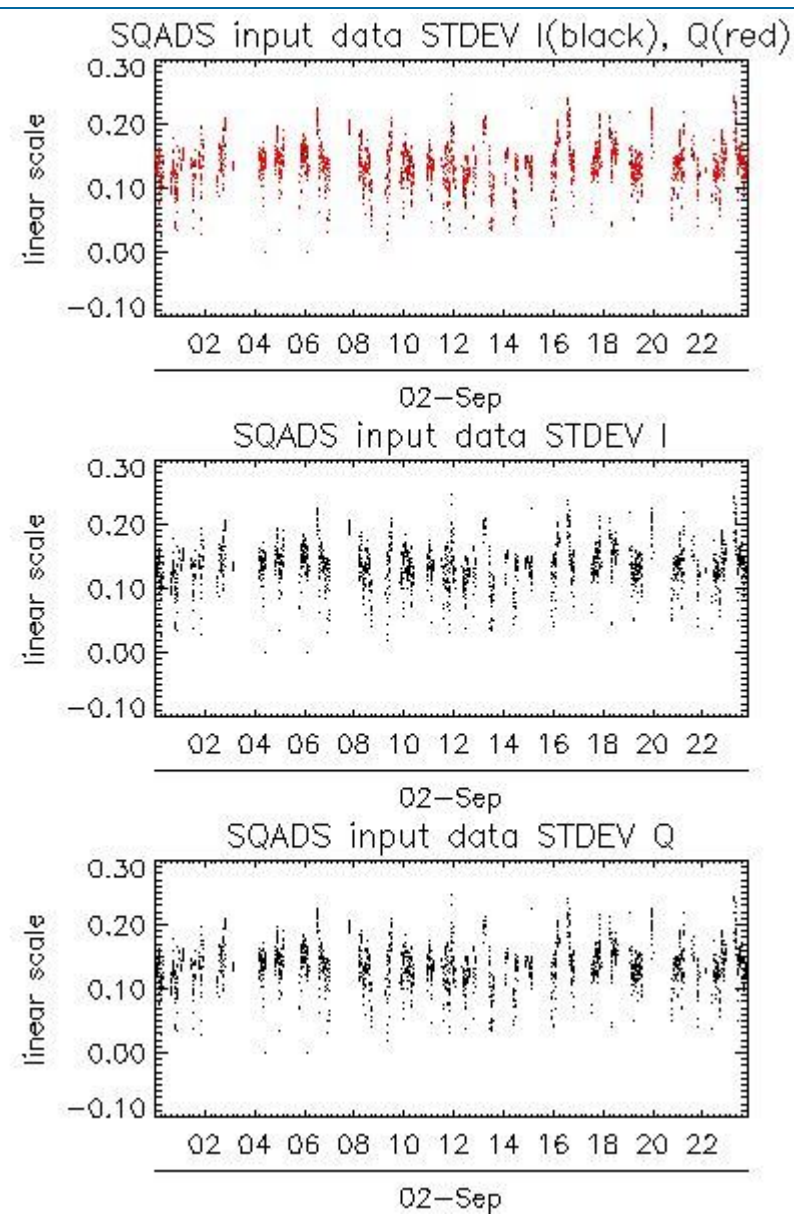 SQADS input data STDEV I(black), Q(red)
0.30
0.20
0.10
0.00
-0.10
linear scale
02 04 06 08 10 12 14 16 18 20 22
02-Sep
SQADS input data STDEV I
0.30
0.20
0.10
0.00
-0.10
linear scale
02 04 06 08 10 12 14 16 18 20 22
02-Sep
SQADS input data STDEV Q
0.30
0.20
0.10
0.00
-0.10
linear scale
02 04 06 08 10 12 14 16 18 20 22
02-Sep